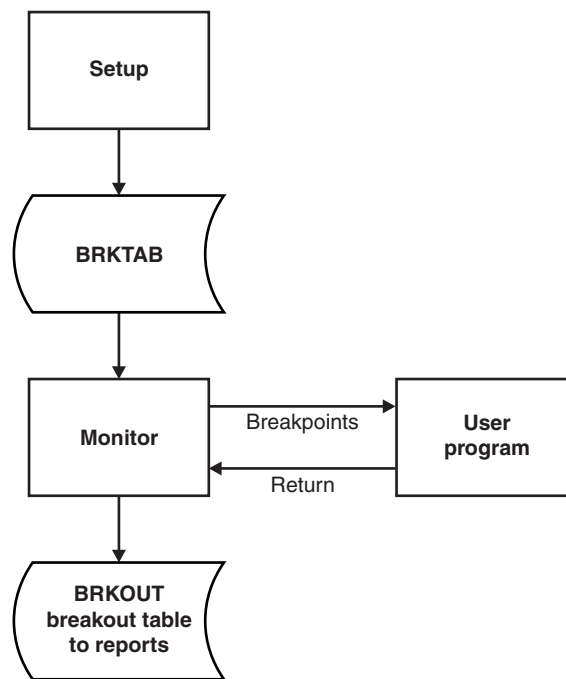 Setup
BRKTAB
Monitor
Breakpoints
Return
User
program
BRKOUT
breakout table
to reports